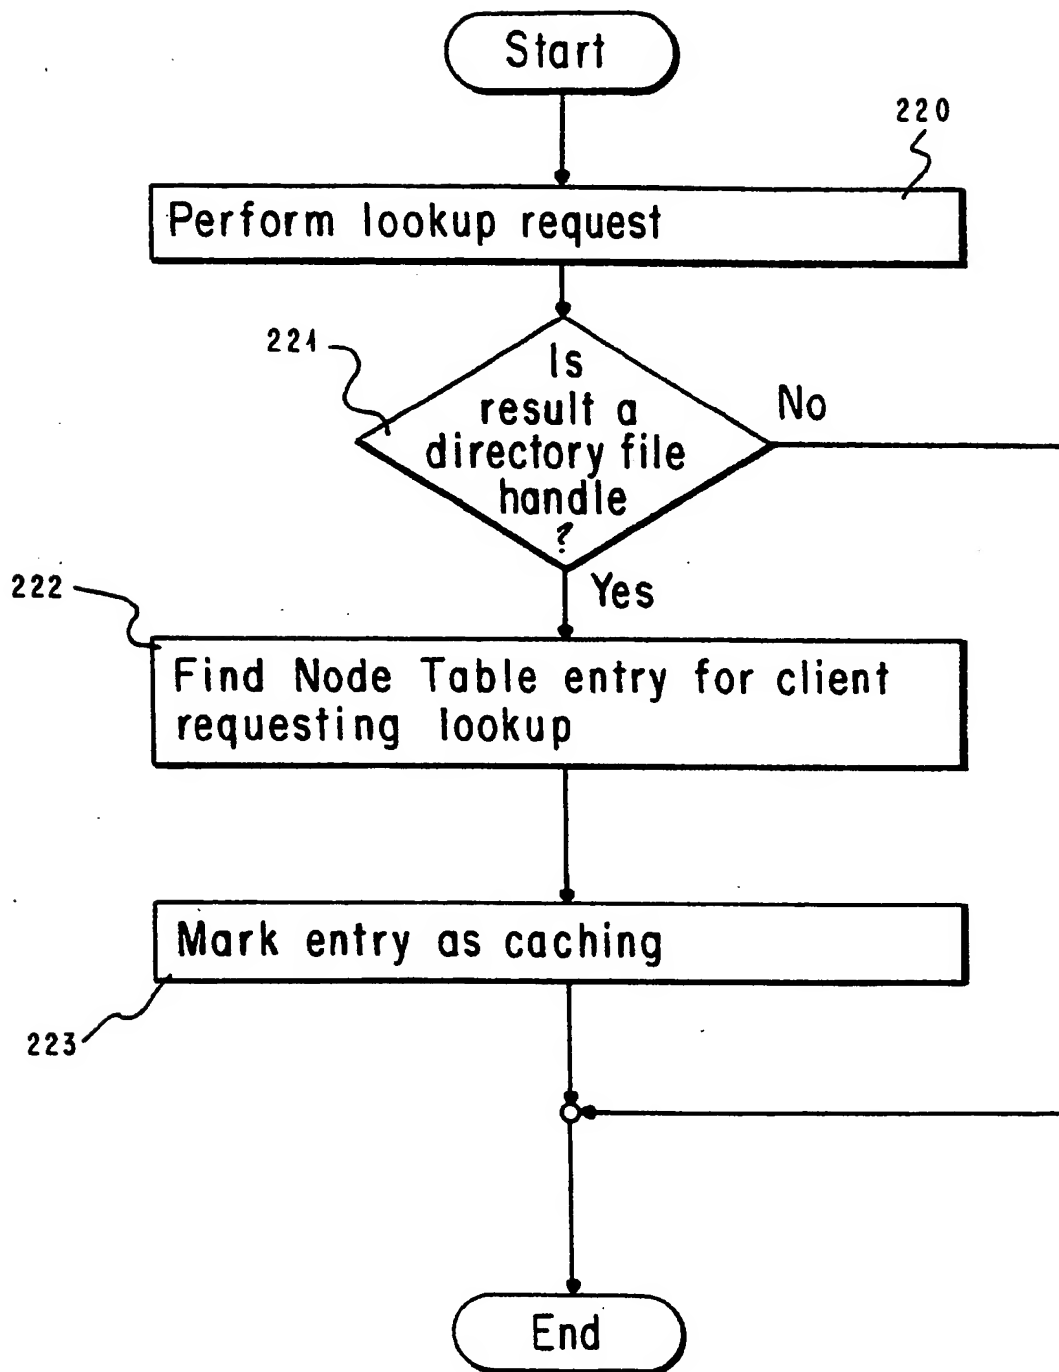 Start
220
Perform lookup request
221
Is
result a
directory file
handle
?
No
Yes
222
Find Node Table entry for client
requesting lookup
Mark entry as caching
223
End